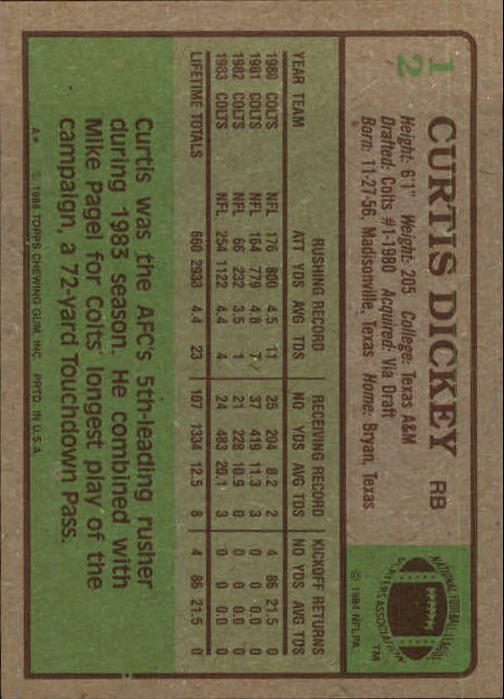 12
CURTIS DICKEY RB
Height: 6'1" Weight: 205 College: Texas A&M
Drafted: Colts #1-1980 Acquired: Via Draft
Born: 11-27-56, Madisonville, Texas Home: Bryan, Texas
NATIONAL FOOTBALL LEAGUE
PLAYERS ASSOCIATION
TM
© 1984 NFLPA
RUSHING RECORD RECEIVING RECORD KICKOFF RETURNS
YEAR TEAM ATT YDS AVG TDS NO YDS AVG TDS NO YDS AVG TDS
1980 COLTS NFL 176 800 4.5 11 25 204 8.2 2 4 86 21.5 0
1981 COLTS NFL 164 779 4.8 7 37 419 11.3 3 0 0 0.0 0
1982 COLTS NFL 66 232 3.5 1 21 228 10.9 0 0 0 0.0 0
1983 COLTS NFL 254 1122 4.4 4 24 483 20.1 3 0 0 0.0 0
LIFETIME TOTALS 660 2933 4.4 23 107 1334 12.5 8 4 86 21.5 0
Curtis was the AFC's 5th-leading rusher
during 1983 season. He combined with
Mike Pagel for Colts' longest play of the
campaign, a 72-yard Touchdown Pass.
A* © 1984 TOPPS CHEWING GUM, INC. PRTD. IN U.S.A.